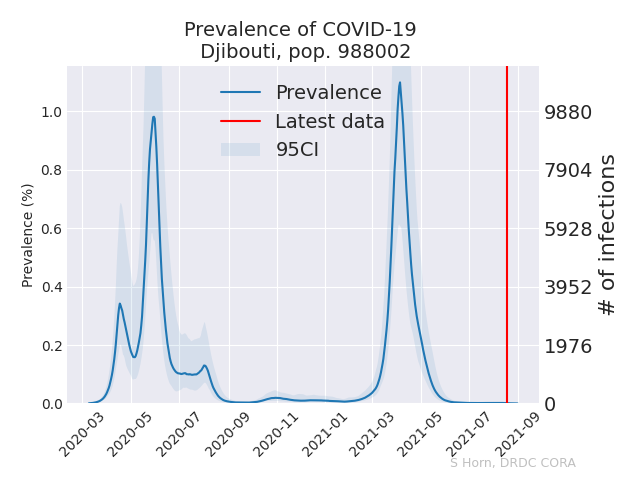 Prevalence of COVID-19
Djibouti, pop. 988002
Prevalence
Latest data
95CI
Prevalence (%)
1.0
0.8
0.6
0.4
0.2
0.0
9880
7904
5928
3952
1976
0
# of infections
2020-03
2020-05
2020-07
2020-09
2020-11
2021-01
2021-03
2021-05
2021-07
2021-09
S Horn, DRDC CORA